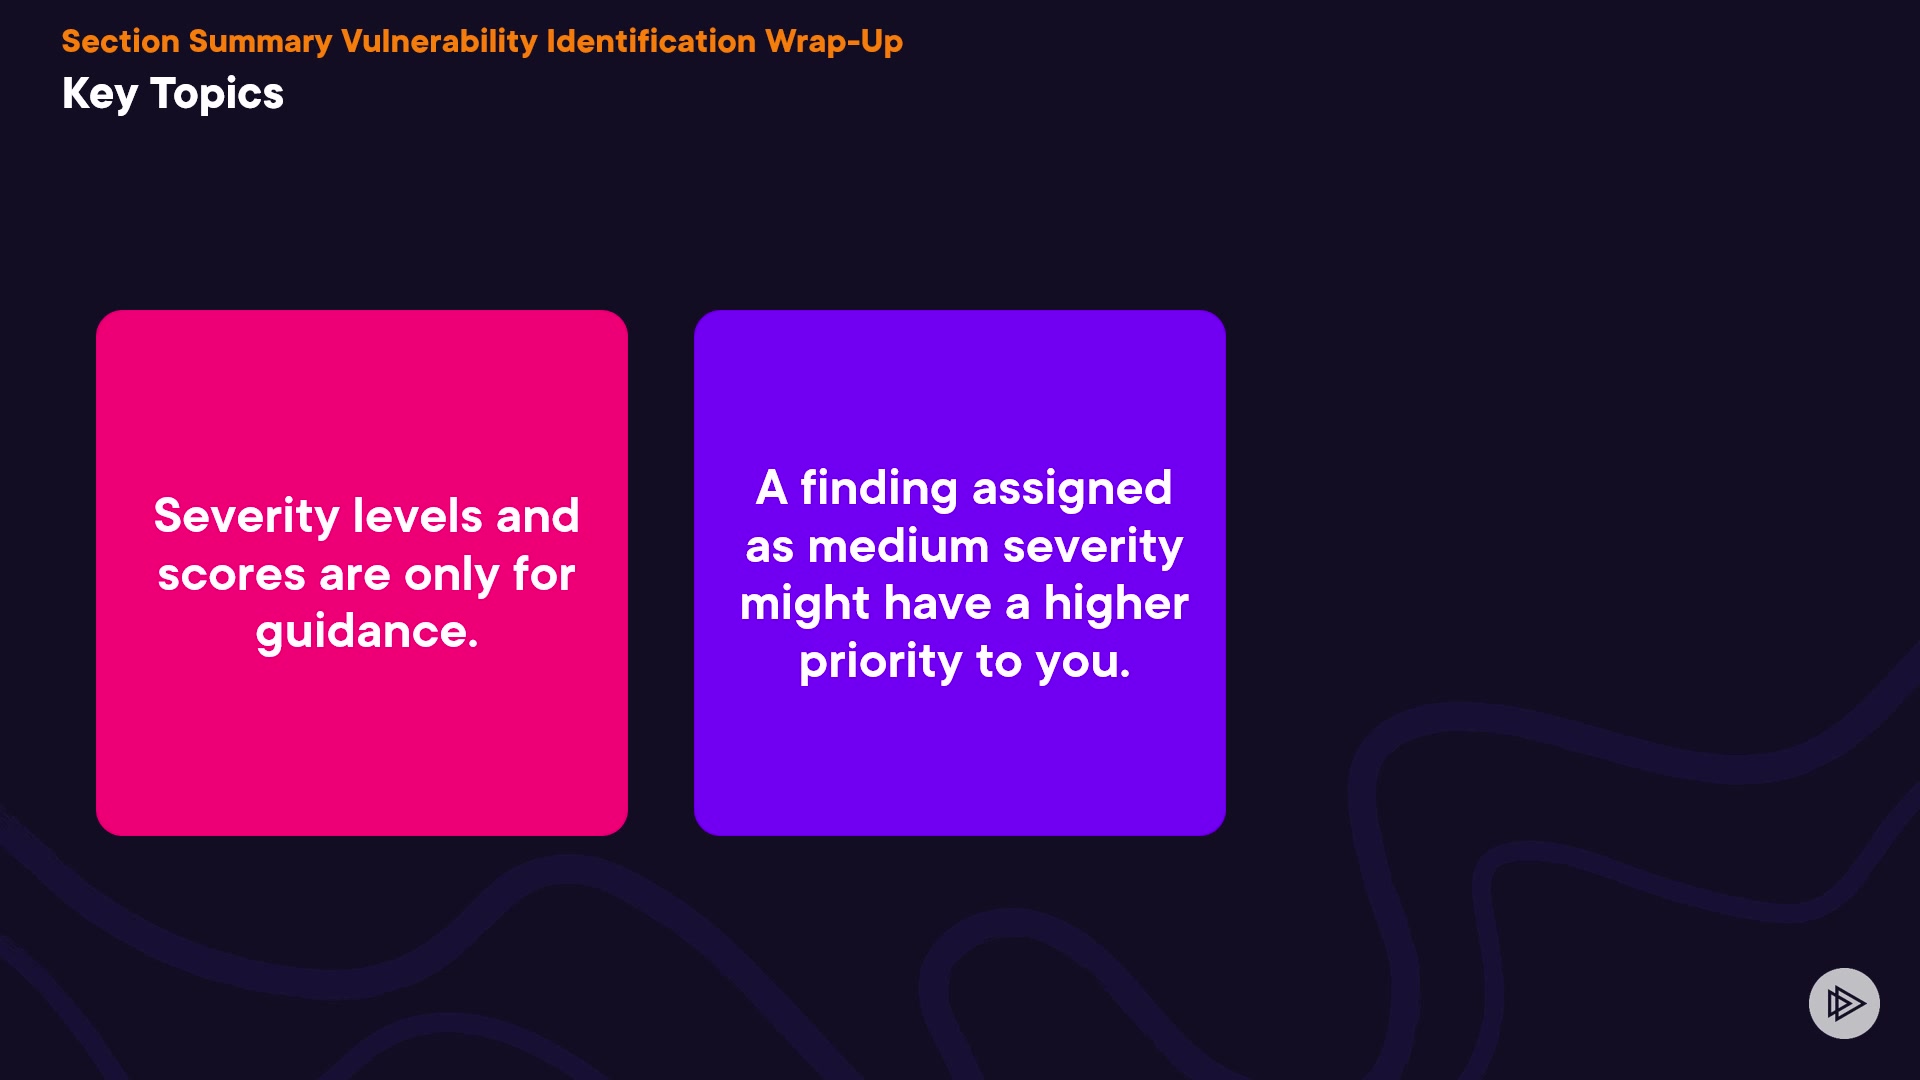 Section Summary Vulnerability Identification Wrap-Up
Key Topics
Severity levels and
scores are only for
guidance.
A finding assigned
as medium severity
might have a higher
priority to you.